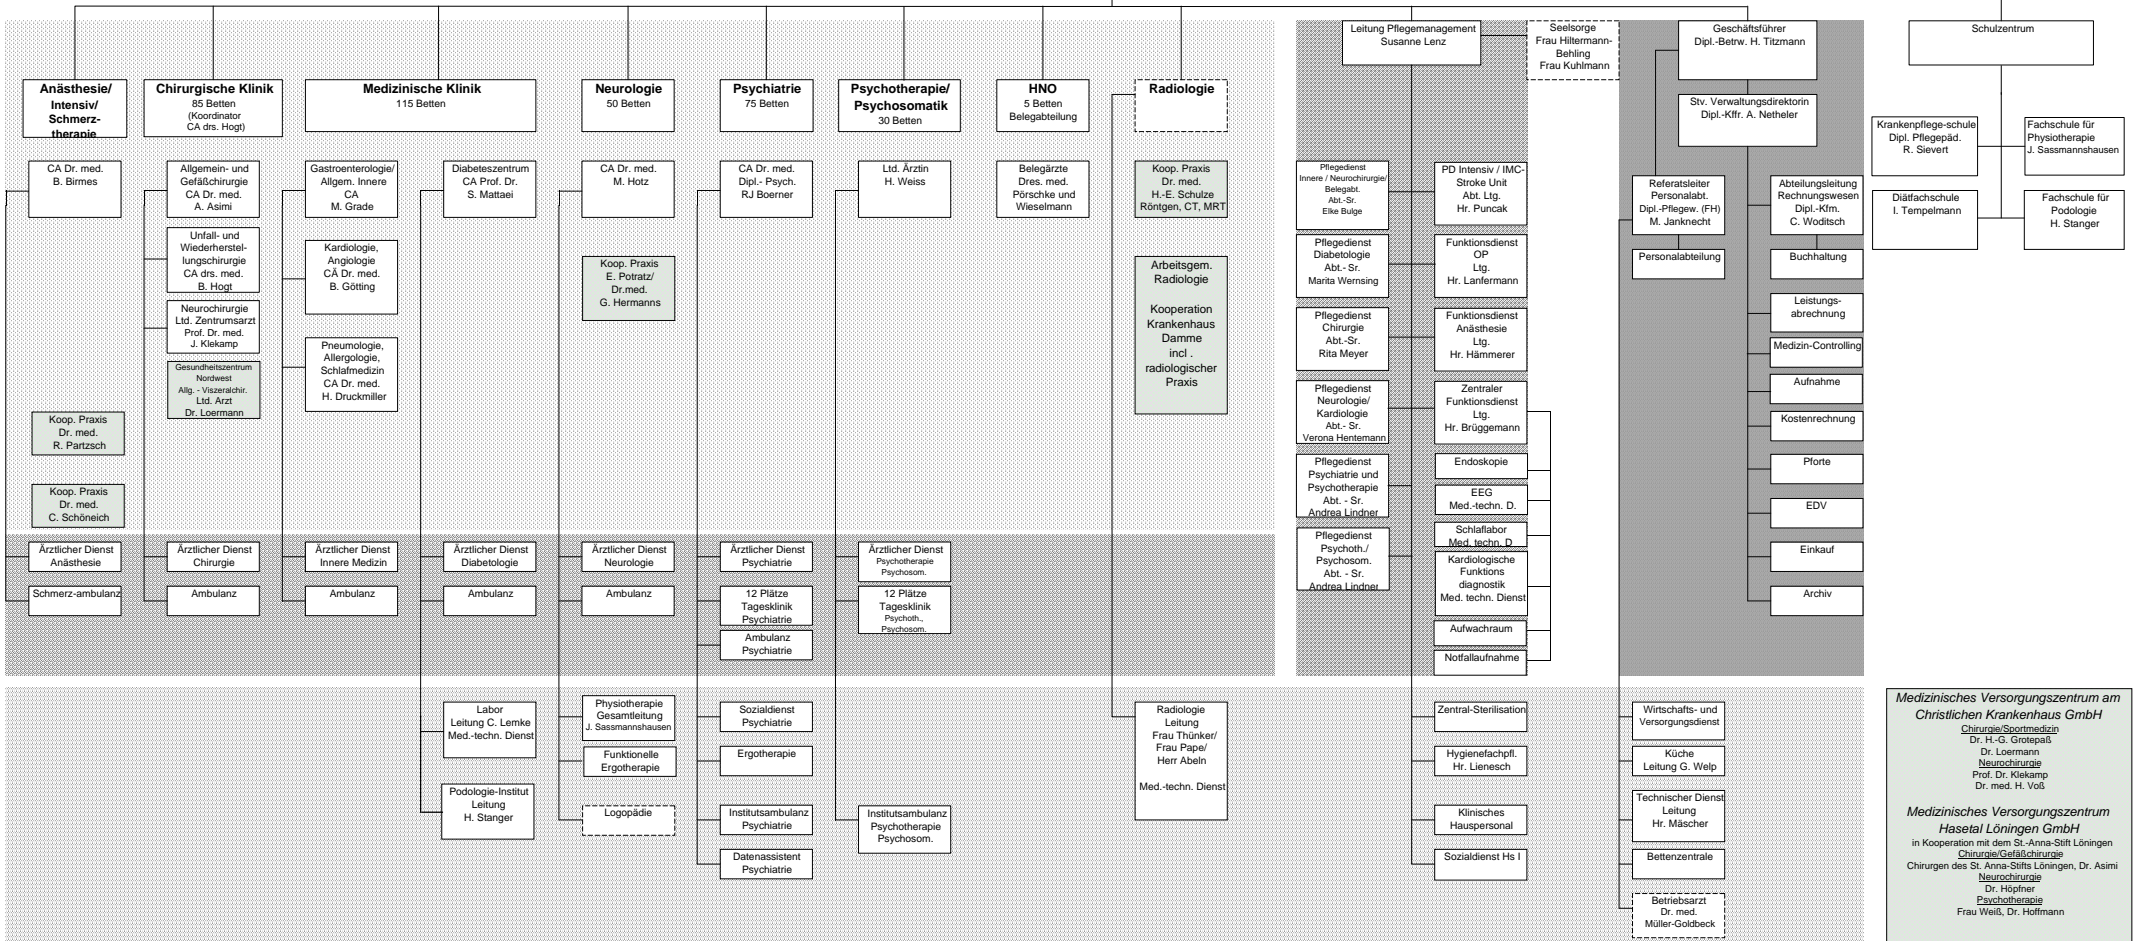 Anästhesie/
Intensiv/
Schmerz-
therapie
Chirurgische Klinik
85 Betten
(Koordinator
CA drs. Hogt)
Medizinische Klinik
115 Betten
Neurologie
50 Betten
Psychiatrie
75 Betten
Psychotherapie/
Psychosomatik
30 Betten
HNO
5 Betten
Belegabteilung
Radiologie
CA Dr. med.
B. Birmes
Koop. Praxis
Dr. med.
R. Partzsch
Koop. Praxis
Dr. med.
C. Schöneich
Ärztlicher Dienst
Anästhesie
Schmerz-ambulanz
Allgemein- und
Gefäßchirurgie
CA Dr. med.
A. Asimi
Unfall- und
Wiederherstel-
lungschirurgie
CA drs. med.
B. Hogt
Neurochirurgie
Ltd. Zentrumsarzt
Prof. Dr. med.
J. Klekamp
Gesundheitszentrum
Nordwest
Allg. - Viszeralchir.
Ltd. Arzt
Dr. Loermann
Ärztlicher Dienst
Chirurgie
Ambulanz
Gastroenterologie/
Allgem. Innere
CA
M. Grade
Kardiologie,
Angiologie
CÄ Dr. med.
B. Götting
Pneumologie,
Allergologie,
Schlafmedizin
CA Dr. med.
H. Druckmiller
Ärztlicher Dienst
Innere Medizin
Ambulanz
Diabeteszentrum
CA Prof. Dr.
S. Mattaei
Ärztlicher Dienst
Diabetologie
Ambulanz
Labor
Leitung C. Lemke
Med.-techn. Dienst
Podologie-Institut
Leitung
H. Stanger
CA Dr. med.
M. Hotz
Koop. Praxis
E. Potratz/
Dr.med.
G. Hermanns
Ärztlicher Dienst
Neurologie
Ambulanz
Physiotherapie
Gesamtleitung
J. Sassmannshausen
Funktionelle
Ergotherapie
Logopädie
CA Dr. med.
Dipl.- Psych.
RJ Boerner
Ärztlicher Dienst
Psychiatrie
12 Plätze
Tagesklinik
Psychiatrie
Ambulanz
Psychiatrie
Sozialdienst
Psychiatrie
Ergotherapie
Institutsambulanz
Psychiatrie
Datenassistent
Psychiatrie
Ltd. Ärztin
H. Weiss
Ärztlicher Dienst
Psychotherapie
Psychosom.
12 Plätze
Tagesklinik
Psychoth.,
Psychosom.
Institutsambulanz
Psychotherapie
Psychosom.
Belegärzte
Dres. med.
Pörschke und
Wieselmann
Koop. Praxis
Dr. med.
H.-E. Schulze
Röntgen, CT, MRT
Arbeitsgem.
Radiologie
Kooperation
Krankenhaus
Damme
incl .
radiologischer
Praxis
Radiologie
Leitung
Frau Thünker/
Frau Pape/
Herr Abeln
Med.-techn. Dienst
Leitung Pflegemanagement
Susanne Lenz
Seelsorge
Frau Hiltermann-
Behling
Frau Kuhlmann
Pflegedienst
Innere / Neurochirurgie/
Belegabt.
Abt.-Sr.
Elke Bulge
Pflegedienst
Diabetologie
Abt.- Sr.
Marita Wernsing
Pflegedienst
Chirurgie
Abt.-Sr.
Rita Meyer
Pflegedienst
Neurologie/
Kardiologie
Abt.- Sr.
Verona Hentemann
Pflegedienst
Psychiatrie und
Psychotherapie
Abt. - Sr.
Andrea Lindner
Pflegedienst
Psychoth./
Psychosom.
Abt. - Sr.
Andrea Lindner
PD Intensiv / IMC-
Stroke Unit
Abt. Ltg.
Hr. Puncak
Funktionsdienst
OP
Ltg.
Hr. Lanfermann
Funktionsdienst
Anästhesie
Ltg.
Hr. Hämmerer
Zentraler
Funktionsdienst
Ltg.
Hr. Brüggemann
Endoskopie
EEG
Med.-techn. D.
Schlaflabor
Med. techn. D
Kardiologische
Funktions
diagnostik
Med. techn. Dienst
Aufwachraum
Notfallaufnahme
Zentral-Sterilisation
Hygienefachpfl.
Hr. Lienesch
Klinisches
Hauspersonal
Sozialdienst Hs I
Geschäftsführer
Dipl.-Betrw. H. Titzmann
Stv. Verwaltungsdirektorin
Dipl.-Kffr. A. Netheler
Referatsleiter
Personalabt.
Dipl.-Pflegew. (FH)
M. Janknecht
Personalabteilung
Abteilungsleitung
Rechnungswesen
Dipl.-Kfm.
C. Woditsch
Buchhaltung
Leistungs-
abrechnung
Medizin-Controlling
Aufnahme
Kostenrechnung
Pforte
EDV
Einkauf
Archiv
Wirtschafts- und
Versorgungsdienst
Küche
Leitung G. Welp
Technischer Dienst
Leitung
Hr. Mäscher
Bettenzentrale
Betriebsarzt
Dr. med.
Müller-Goldbeck
Schulzentrum
Krankenpflege-schule
Dipl. Pflegepäd.
R. Sievert
Fachschule für
Physiotherapie
J. Sassmannshausen
Diätfachschule
I. Tempelmann
Fachschule für
Podologie
H. Stanger
Medizinisches Versorgungszentrum am
Christlichen Krankenhaus GmbH
Chirurgie/Sportmedizin
Dr. H.-G. Grotepaß
Dr. Loermann
Neurochirurgie
Prof. Dr. Klekamp
Dr. med. H. Voß
Medizinisches Versorgungszentrum
Hasetal Löningen GmbH
in Kooperation mit dem St.-Anna-Stift Löningen
Chirurgie/Gefäßchirurgie
Chirurgen des St. Anna-Stifts Löningen, Dr. Asimi
Neurochirurgie
Dr. Höpfner
Psychotherapie
Frau Weiß, Dr. Hoffmann